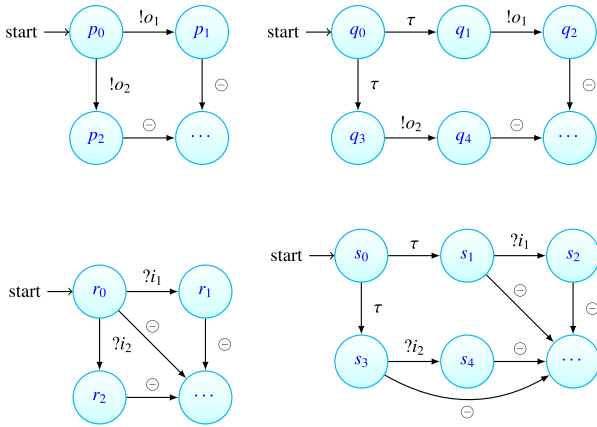 start p₀ !o₁ p₁
!o₂ ⊖
p₂ ⊖ ···
start q₀ τ q₁ !o₁ q₂
τ ⊖
q₃ !o₂ q₄ ⊖ ···
start r₀ ?i₁ r₁
?i₂ ⊖ ⊖
r₂ ⊖ ···
start s₀ τ s₁ ?i₁ s₂
τ ⊖ ⊖
s₃ ?i₂ s₄ ⊖ ···
⊖